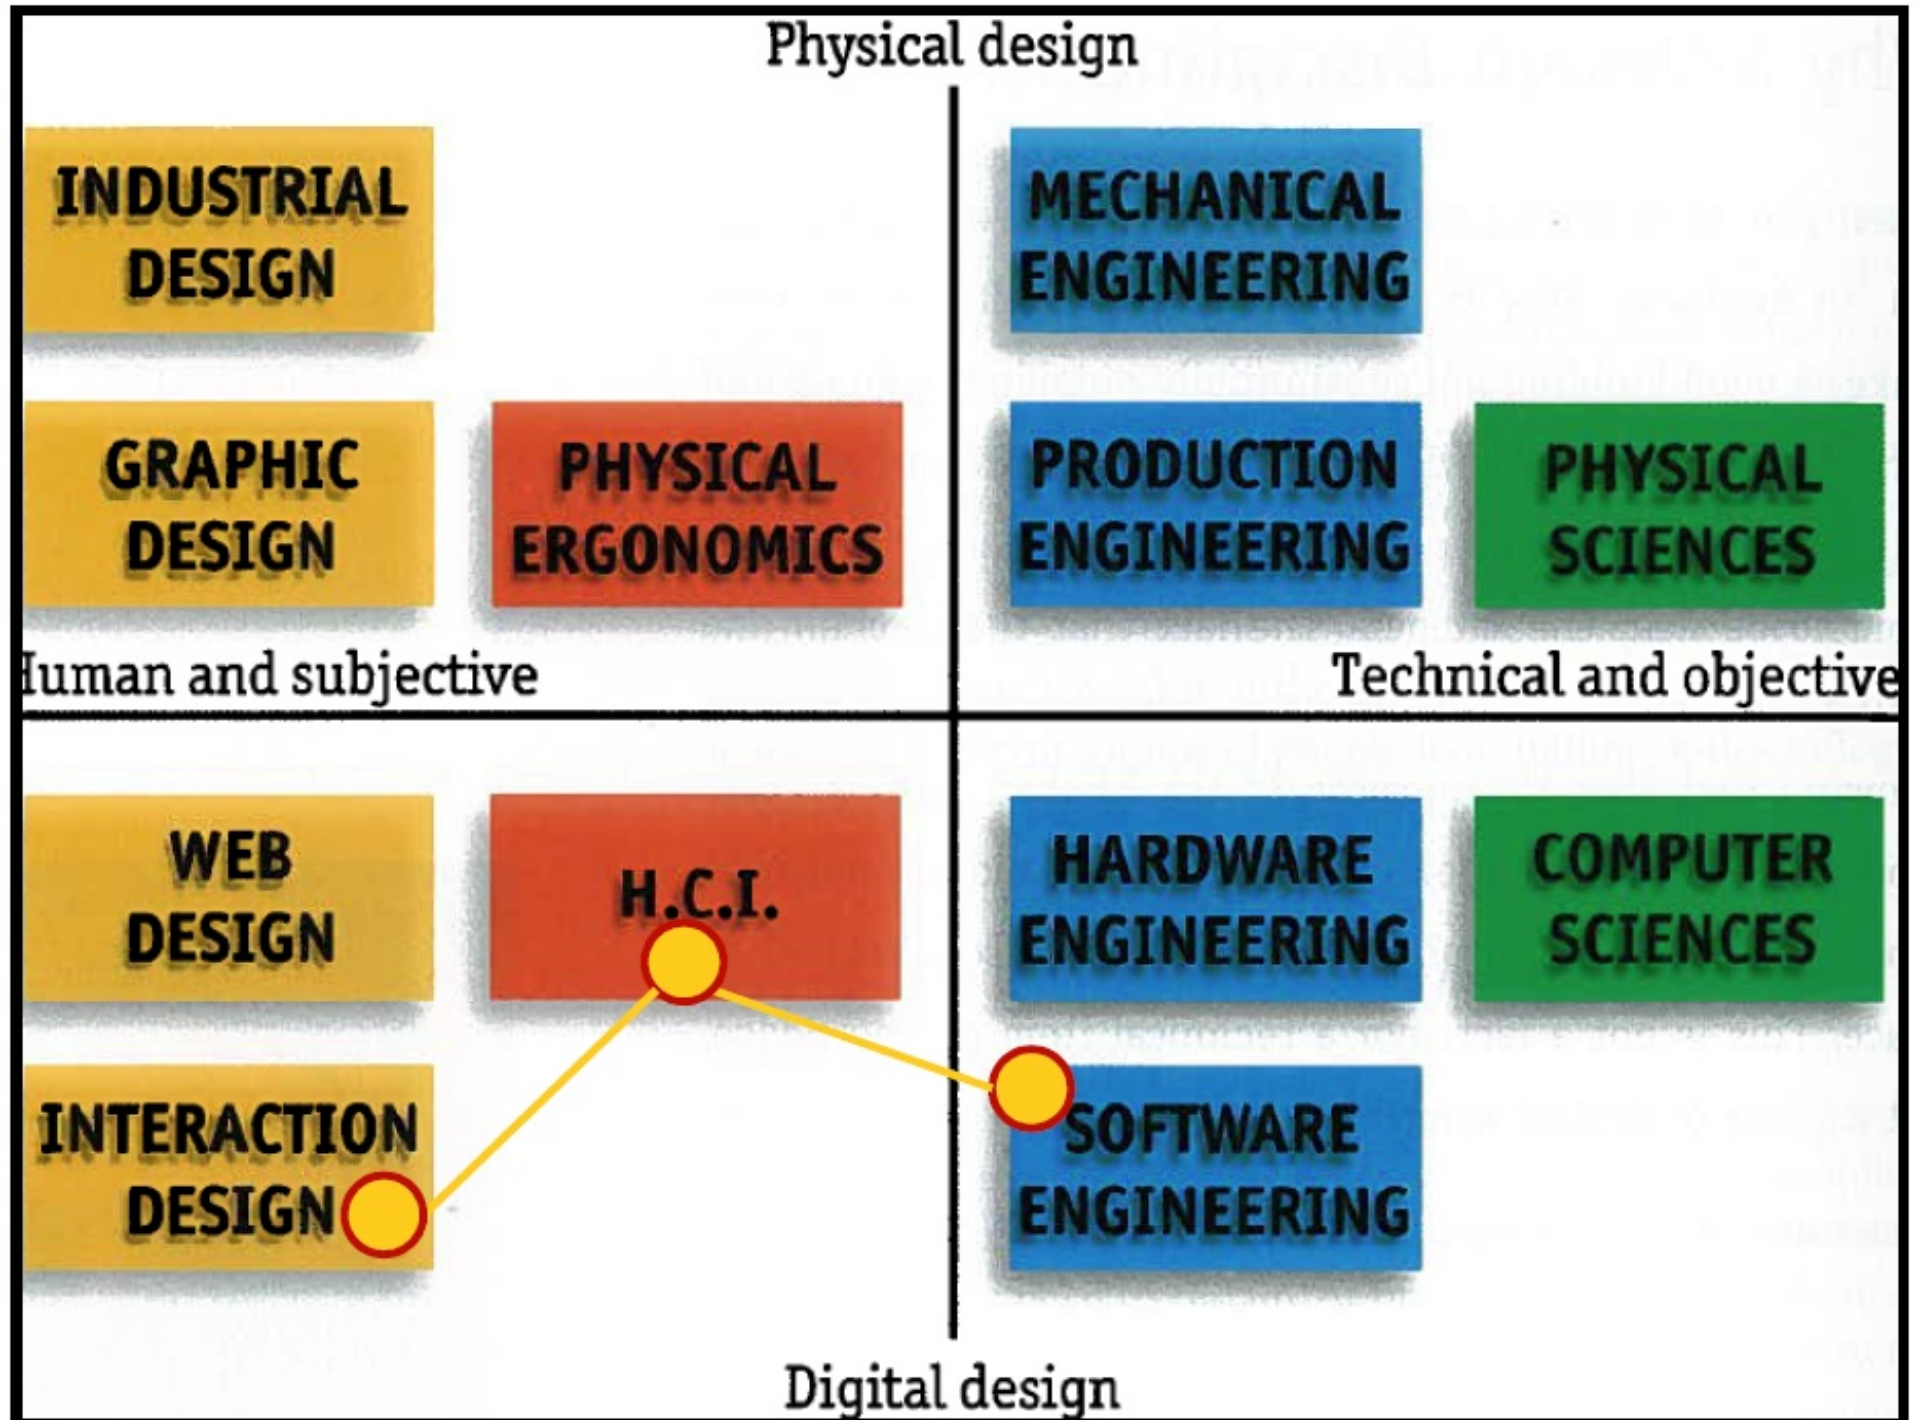 Physical design
INDUSTRIAL
DESIGN
MECHANICAL
ENGINEERING
GRAPHIC
DESIGN
PHYSICAL
ERGONOMICS
PRODUCTION
ENGINEERING
PHYSICAL
SCIENCES
Human and subjective
Technical and objective
WEB
DESIGN
H.C.I.
HARDWARE
ENGINEERING
COMPUTER
SCIENCES
INTERACTION
DESIGN
SOFTWARE
ENGINEERING
Digital design